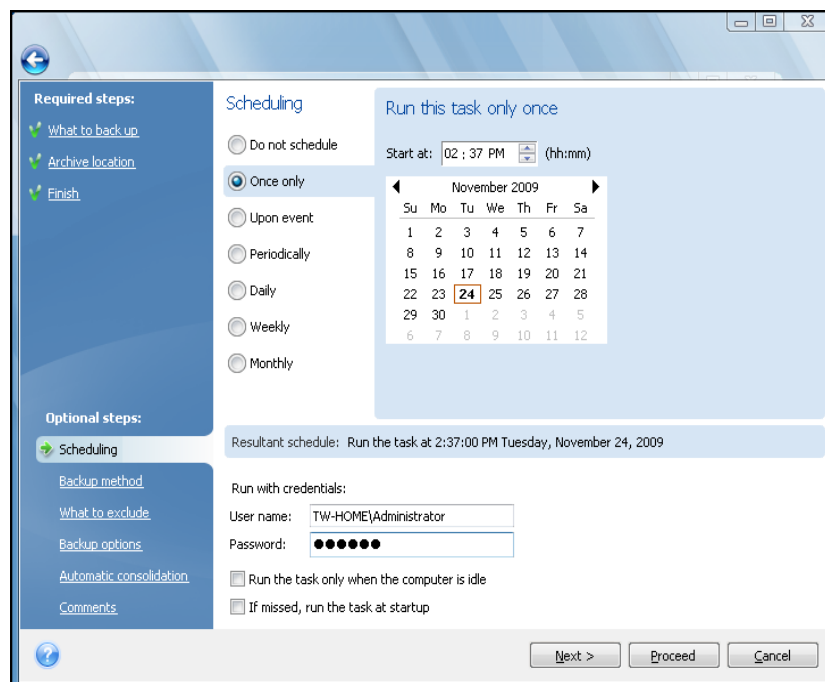 Required steps:
What to back up
Archive location
Finish
Optional steps:
Scheduling
Backup method
What to exclude
Backup options
Automatic consolidation
Comments
Scheduling
Do not schedule
Once only
Upon event
Periodically
Daily
Weekly
Monthly
Run this task only once
Start at: 02 : 37 PM (hh:mm)
November 2009
Su Mo Tu We Th Fr Sa
1 2 3 4 5 6 7
8 9 10 11 12 13 14
15 16 17 18 19 20 21
22 23 24 25 26 27 28
29 30 1 2 3 4 5
6 7 8 9 10 11 12
Resultant schedule: Run the task at 2:37:00 PM Tuesday, November 24, 2009
Run with credentials:
User name: TW-HOME\Administrator
Password: ●●●●●●
Run the task only when the computer is idle
If missed, run the task at startup
? Next > Proceed Cancel